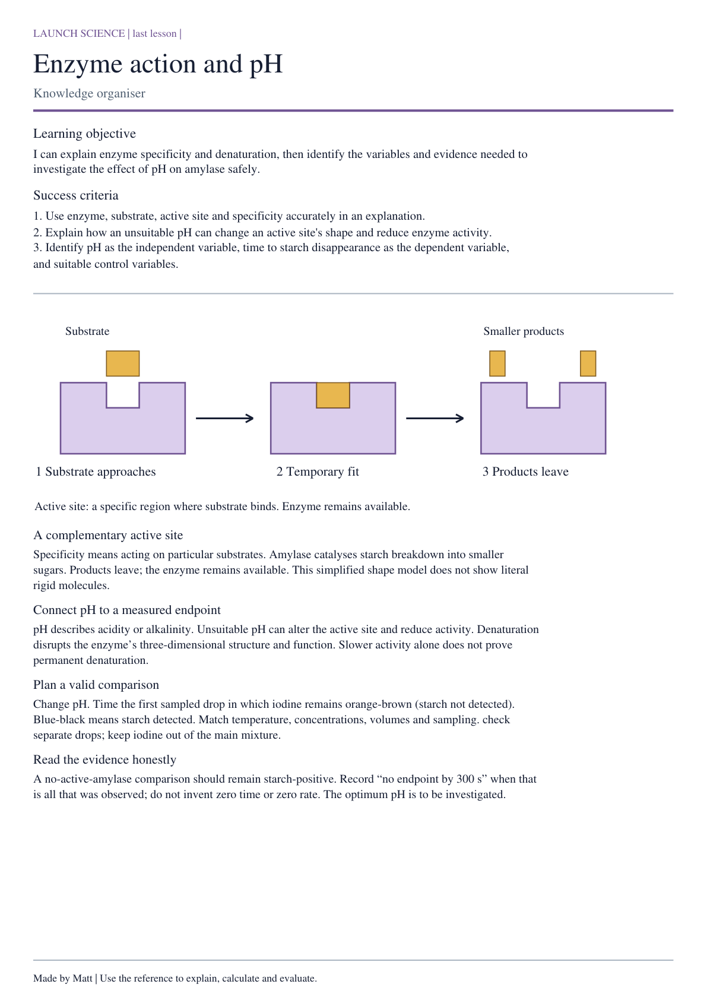 LAUNCH SCIENCE | last lesson |
Enzyme action and pH
Knowledge organiser
Learning objective
I can explain enzyme specificity and denaturation, then identify the variables and evidence needed to
investigate the effect of pH on amylase safely.
Success criteria
1. Use enzyme, substrate, active site and specificity accurately in an explanation.
2. Explain how an unsuitable pH can change an active site's shape and reduce enzyme activity.
3. Identify pH as the independent variable, time to starch disappearance as the dependent variable,
and suitable control variables.
Substrate
Smaller products
1 Substrate approaches
2 Temporary fit
3 Products leave
Active site: a specific region where substrate binds. Enzyme remains available.
A complementary active site
Specificity means acting on particular substrates. Amylase catalyses starch breakdown into smaller
sugars. Products leave; the enzyme remains available. This simplified shape model does not show literal
rigid molecules.
Connect pH to a measured endpoint
pH describes acidity or alkalinity. Unsuitable pH can alter the active site and reduce activity. Denaturation
disrupts the enzyme’s three-dimensional structure and function. Slower activity alone does not prove
permanent denaturation.
Plan a valid comparison
Change pH. Time the first sampled drop in which iodine remains orange-brown (starch not detected).
Blue-black means starch detected. Match temperature, concentrations, volumes and sampling. check
separate drops; keep iodine out of the main mixture.
Read the evidence honestly
A no-active-amylase comparison should remain starch-positive. Record “no endpoint by 300 s” when that
is all that was observed; do not invent zero time or zero rate. The optimum pH is to be investigated.
Made by Matt | Use the reference to explain, calculate and evaluate.